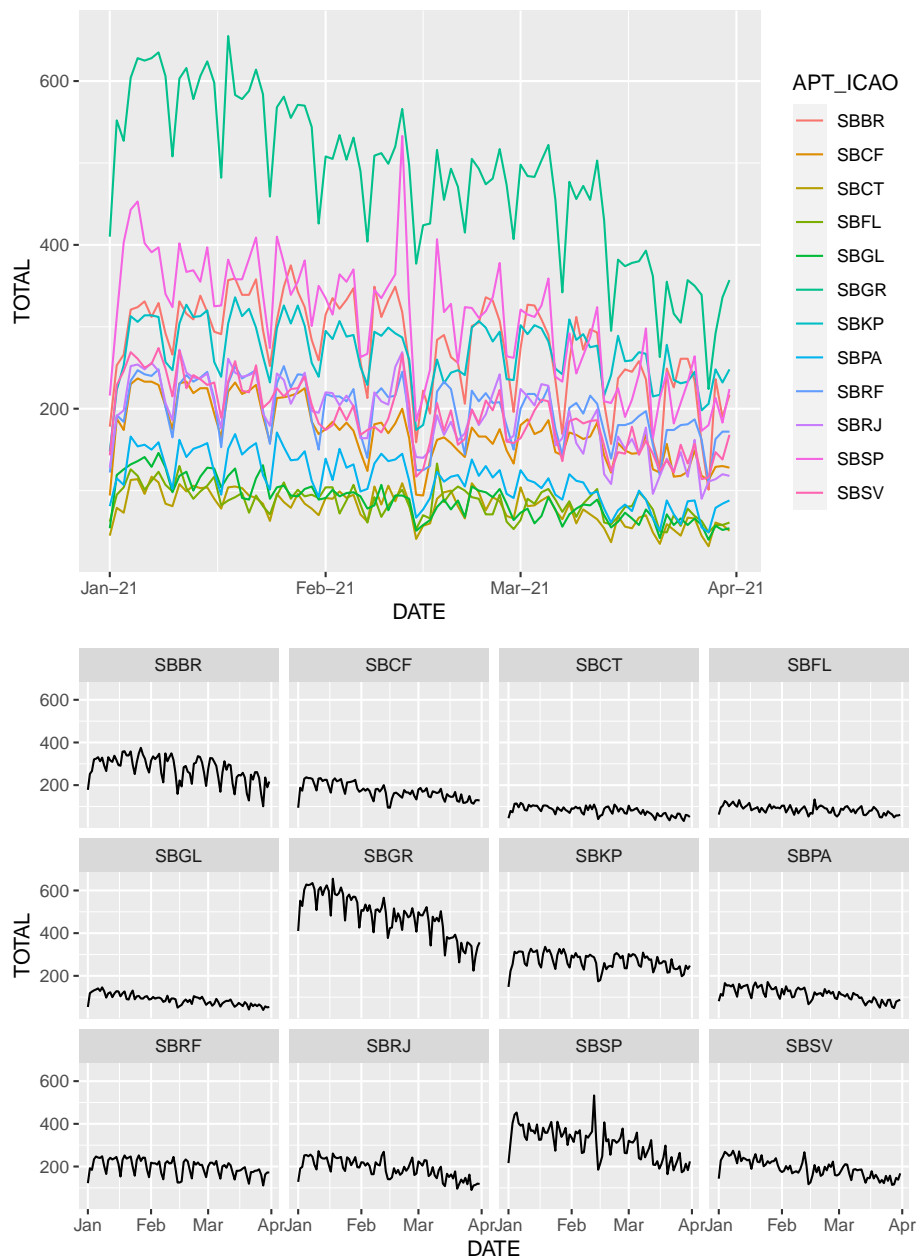 600
400
200
TOTAL
Jan–21
Feb–21
Mar–21
Apr–21
DATE
APT_ICAO
SBBR
SBCF
SBCT
SBFL
SBGL
SBGR
SBKP
SBPA
SBRF
SBRJ
SBSP
SBSV
SBBR
SBCF
SBCT
SBFL
600
400
200
SBGL
SBGR
SBKP
SBPA
600
400
200
TOTAL
SBRF
SBRJ
SBSP
SBSV
600
400
200
Jan Feb Mar Apr Jan Feb Mar Apr Jan Feb Mar Apr Jan Feb Mar Apr
DATE